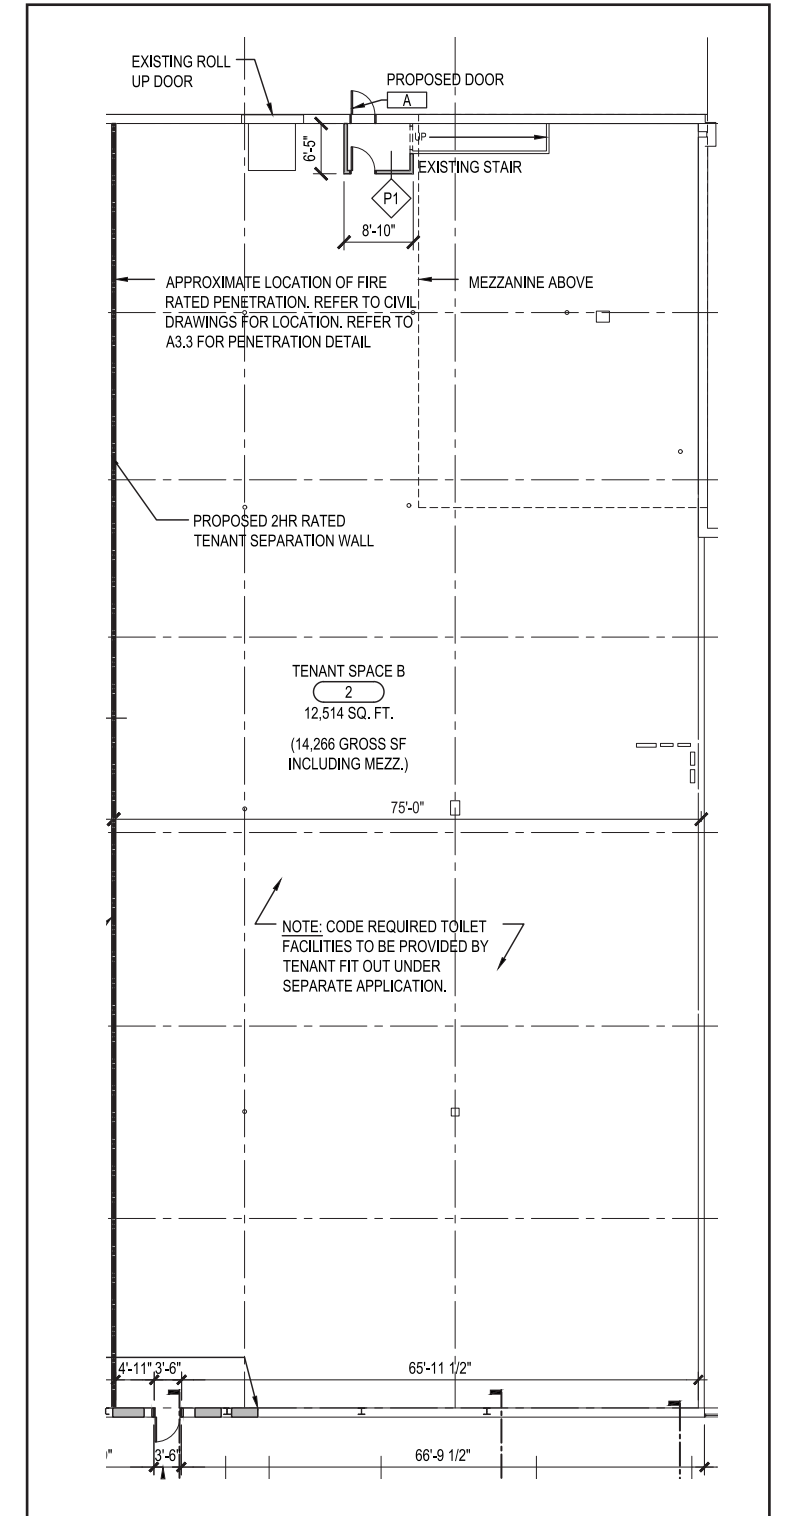 EXISTING ROLL
UP DOOR
PROPOSED DOOR
A
6'-5"
UP
EXISTING STAIR
P1
8'-10"
APPROXIMATE LOCATION OF FIRE
RATED PENETRATION. REFER TO CIVIL
DRAWINGS FOR LOCATION. REFER TO
A3.3 FOR PENETRATION DETAIL
MEZZANINE ABOVE
PROPOSED 2HR RATED
TENANT SEPARATION WALL
TENANT SPACE B
2
12,514 SQ. FT.
(14,266 GROSS SF
INCLUDING MEZZ.)
75'-0"
NOTE: CODE REQUIRED TOILET
FACILITIES TO BE PROVIDED BY
TENANT FIT OUT UNDER
SEPARATE APPLICATION.
4'-11" 3'-6" 65'-11 1/2"
3'-6" 66'-9 1/2"